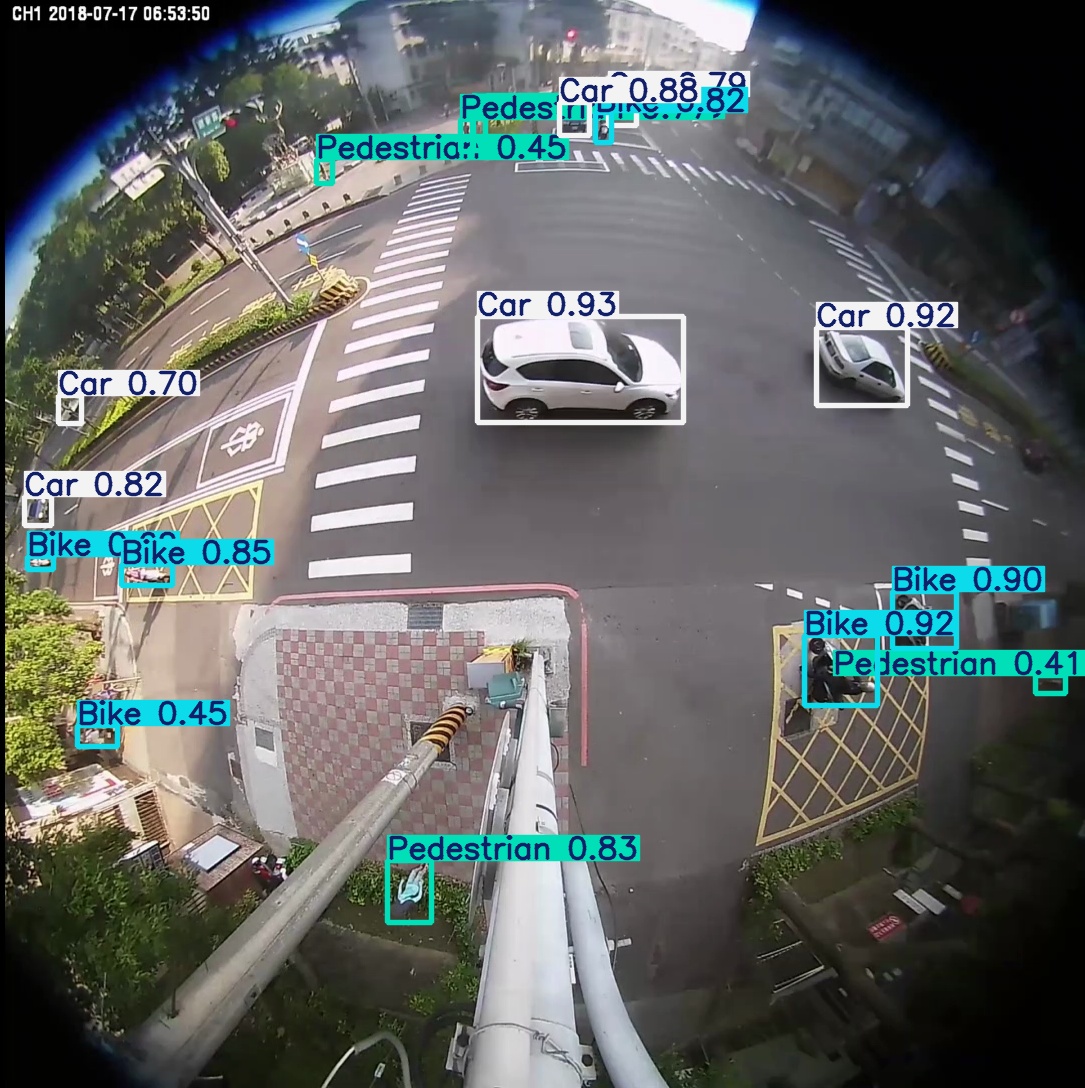 CH1 2018-07-17 06:53:50
Car 0.88
Pedestrian 0.45
Car 0.93
Car 0.92
Car 0.70
Car 0.82
Bike
Bike 0.85
Bike 0.90
Bike 0.92
Pedestrian 0.41
Bike 0.45
Pedestrian 0.83